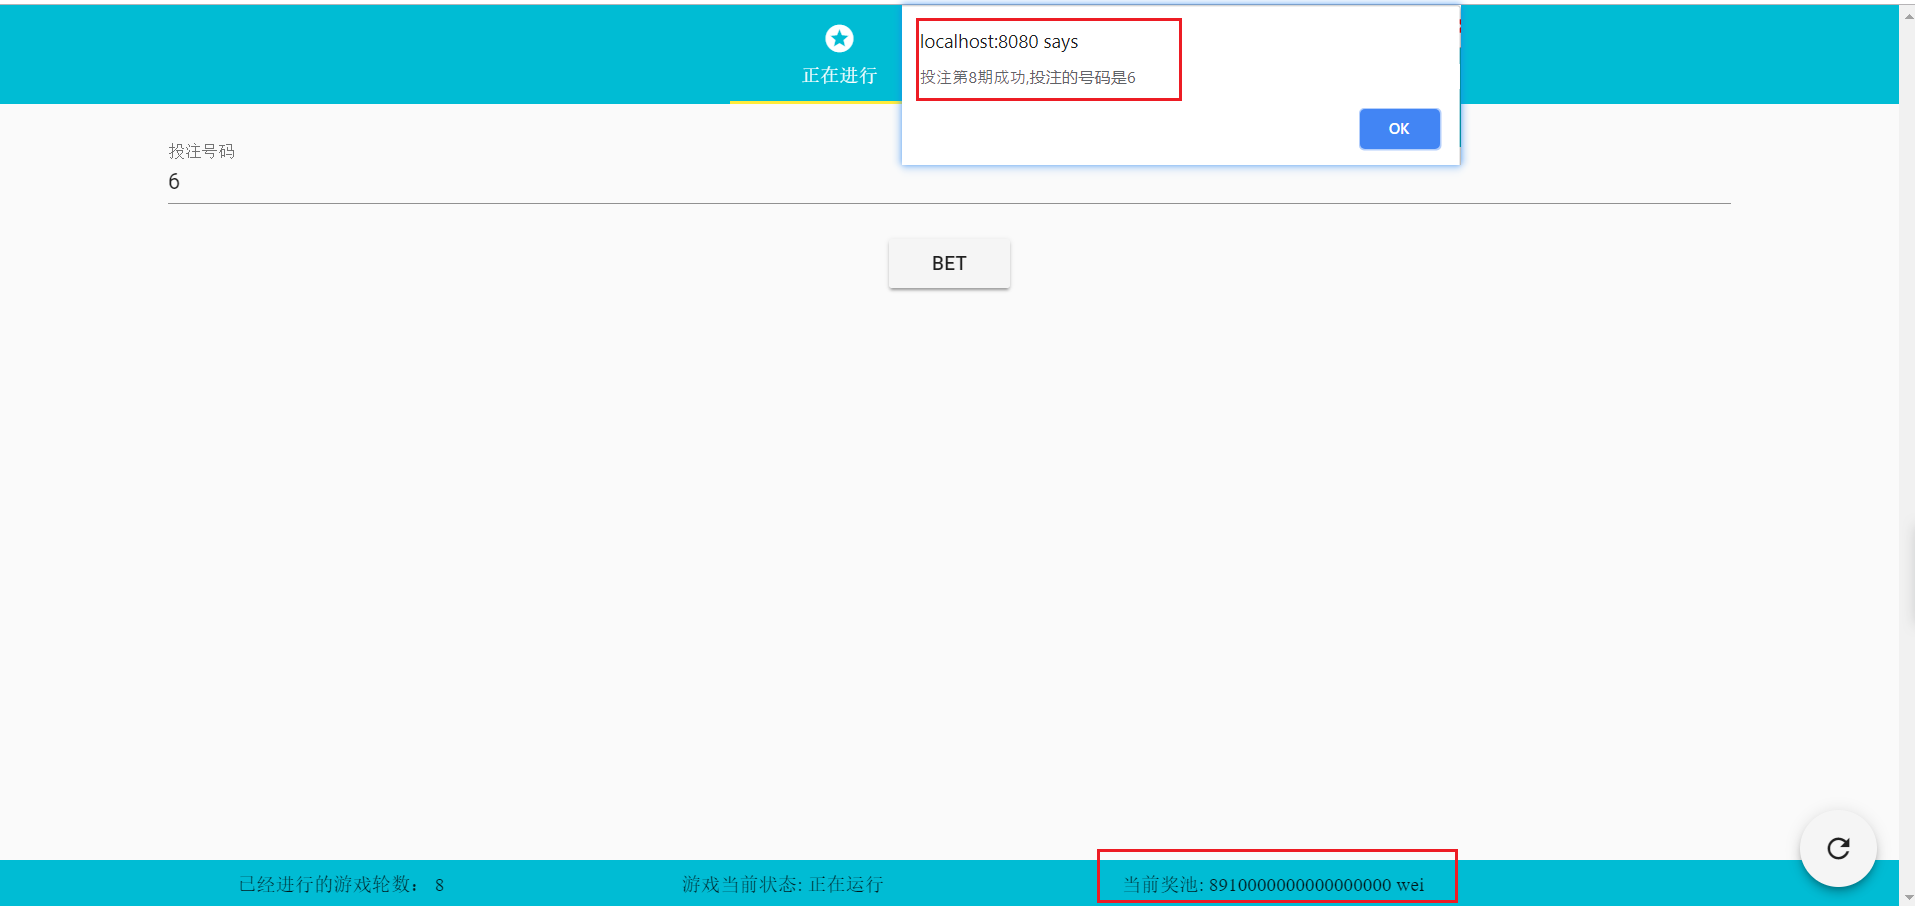 localhost:8080 says
投注第8期成功,投注的号码是6
OK
正在进行
投注号码
6
BET
已经进行的游戏轮数： 8
游戏当前状态: 正在运行
当前奖池: 8910000000000000000 wei